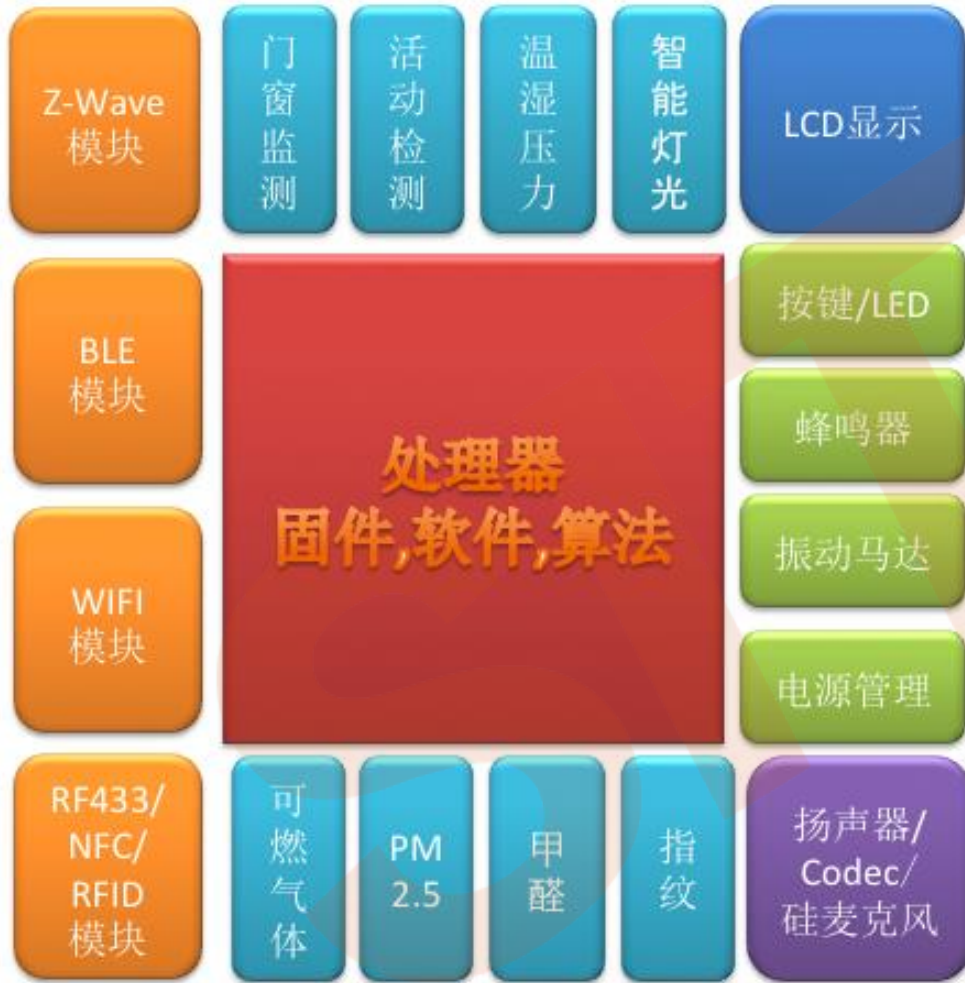 Z-Wave
模块
门窗监测
活动检测
温湿压力
智能灯光
LCD显示
BLE
模块
按键/LED
蜂鸣器
处理器
固件,软件,算法
WIFI
模块
振动马达
电源管理
RF433/
NFC/
RFID
模块
可燃气体
PM
2.5
甲醛
指纹
扬声器/
Codec/
硅麦克风